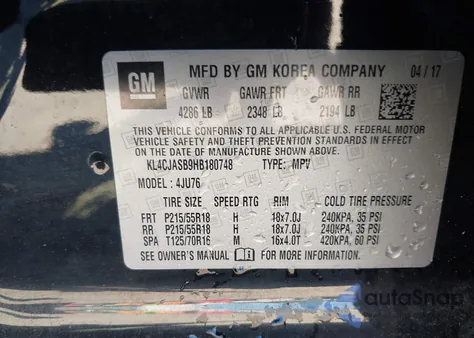 GM
MFD BY GM KOREA COMPANY 04/17
GVWR GAWR FRT GAWR RR
4286 LB 2348 LB 2194 LB
THIS VEHICLE CONFORMS TO ALL APPLICABLE U.S. FEDERAL MOTOR
VEHICLE SAFETY AND THEFT PREVENTION STANDARDS IN EFFECT
ON THE DATE OF MANUFACTURE SHOWN ABOVE.
KL4CJASB9HB180748 TYPE: MPV
MODEL: 4JU76
SIZE SPEED RTG RIM COLD TIRE PRESSURE
FRT P215/55R18 H 18x7.0J 240KPA, 35 PSI
RR P215/55R18 H 18x7.0J 240KPA, 35 PSI
SPA T125/70R16 M 16x4.0T 420KPA, 60 PSI
SEE OWNER'S MANUAL FOR ADDITIONAL INFORMATION.
autoSnap